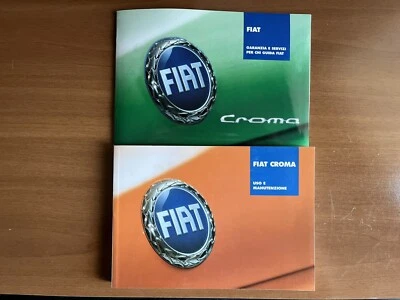 FIAT
GARANZIA E SERVIZI
PER CHI GUIDA FIAT
FIAT
Croma
FIAT CROMA
USO E
MANUTENZIONE
FIAT